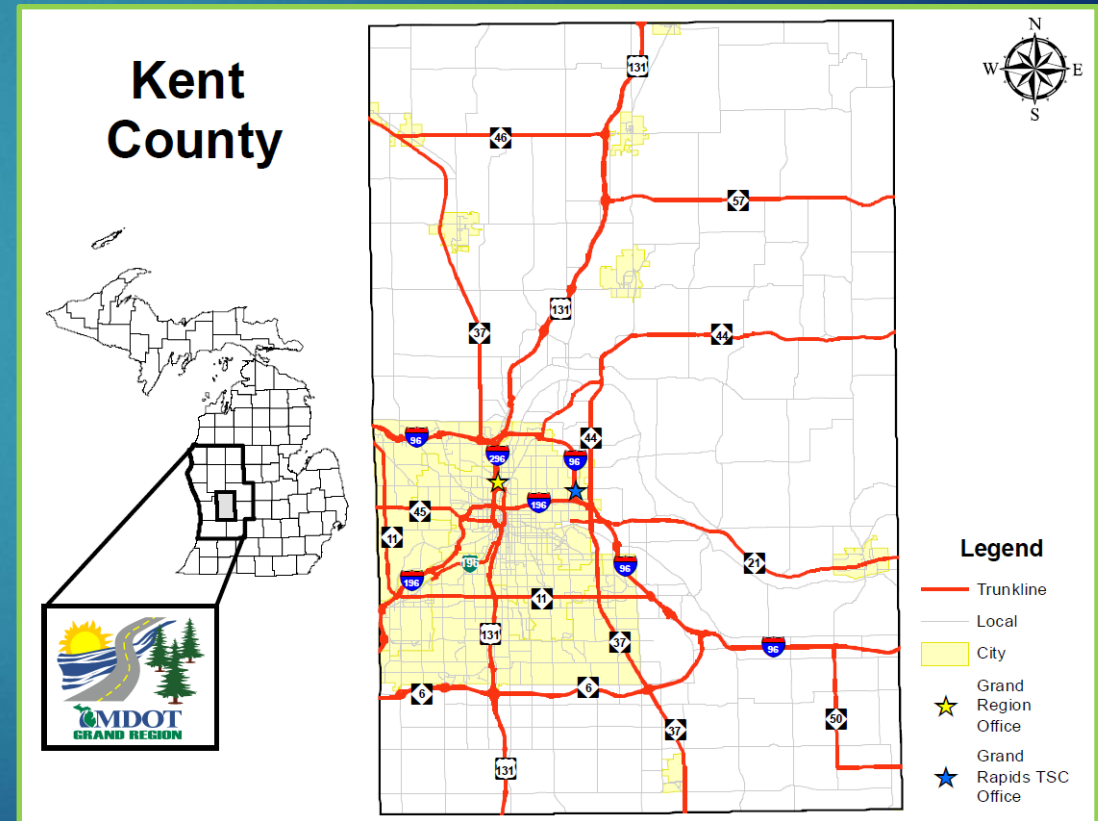 Kent
County
N
W
E
S
131
46
57
131
37
44
96
44
296
96
196
45
11
21
196
96
196
11
131
37
96
6
6
50
37
131
Legend
Trunkline
Local
City
Grand
Region
Office
Grand
Rapids TSC
Office
MDOT
GRAND REGION